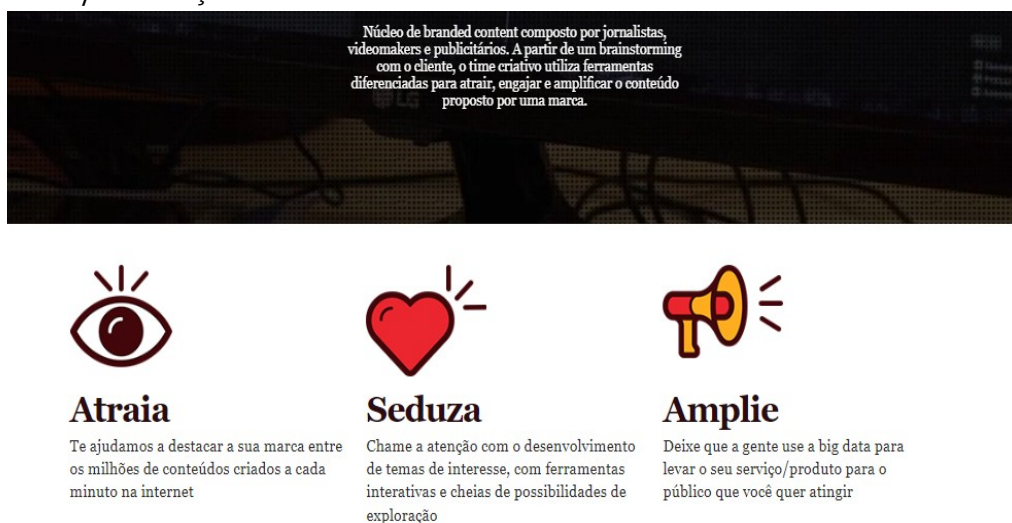 Núcleo de branded content composto por jornalistas,
videomakers e publicitários. A partir de um brainstorming
com o cliente, o time criativo utiliza ferramentas
diferenciadas para atrair, engajar e amplificar o conteúdo
proposto por uma marca.
LG
Atraia
Te ajudamos a destacar a sua marca entre
os milhões de conteúdos criados a cada
minuto na internet
Seduza
Chame a atenção com o desenvolvimento
de temas de interesse, com ferramentas
interativas e cheias de possibilidades de
exploração
Amplie
Deixe que a gente use a big data para
levar o seu serviço/produto para o
público que você quer atingir